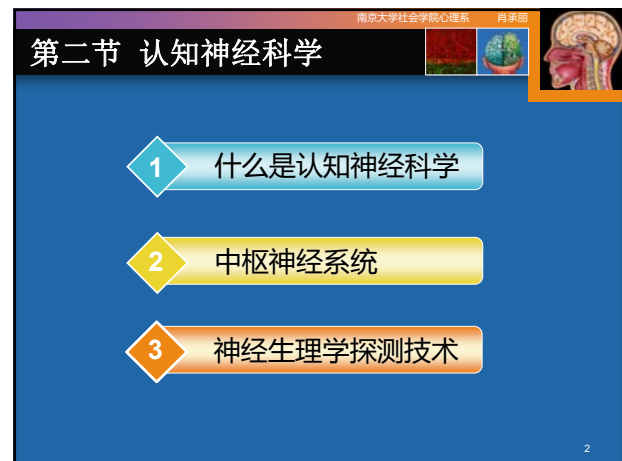 南京大学社会学院心理系 肖承丽
第二节 认知神经科学
1 什么是认知神经科学
2 中枢神经系统
3 神经生理学探测技术
2